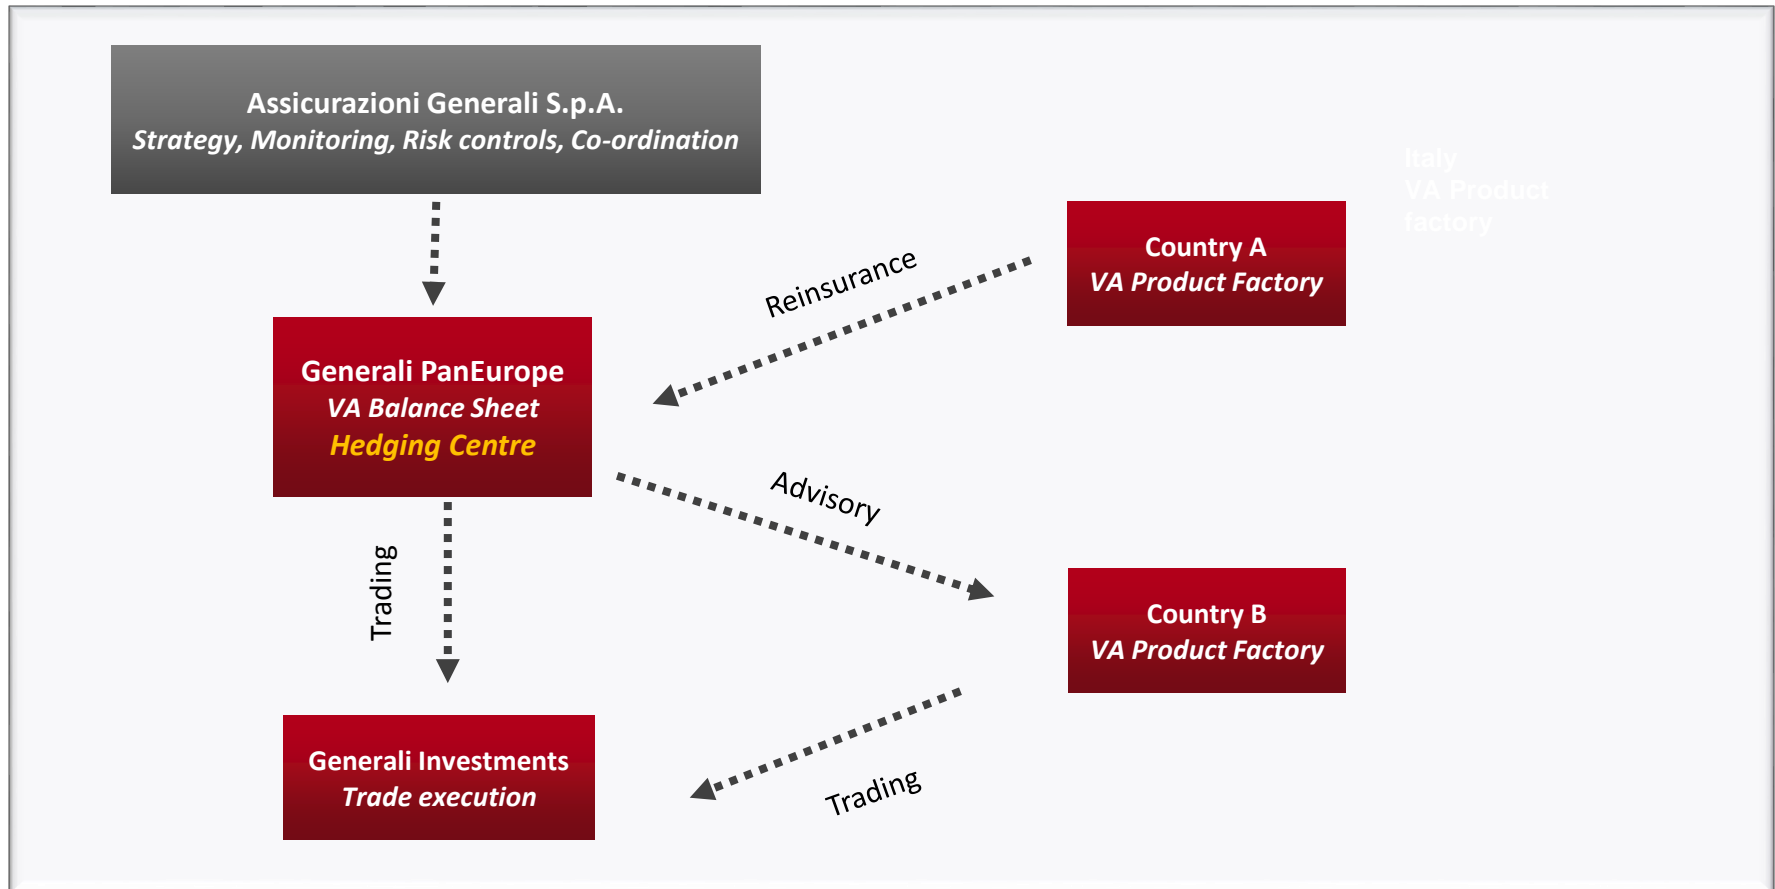 Assicurazioni Generali S.p.A.
Strategy, Monitoring, Risk controls, Co-ordination
Italy
VA Product
factory
Country A
VA Product Factory
Reinsurance
Generali PanEurope
VA Balance Sheet
Hedging Centre
Advisory
Trading
Country B
VA Product Factory
Generali Investments
Trade execution
Trading